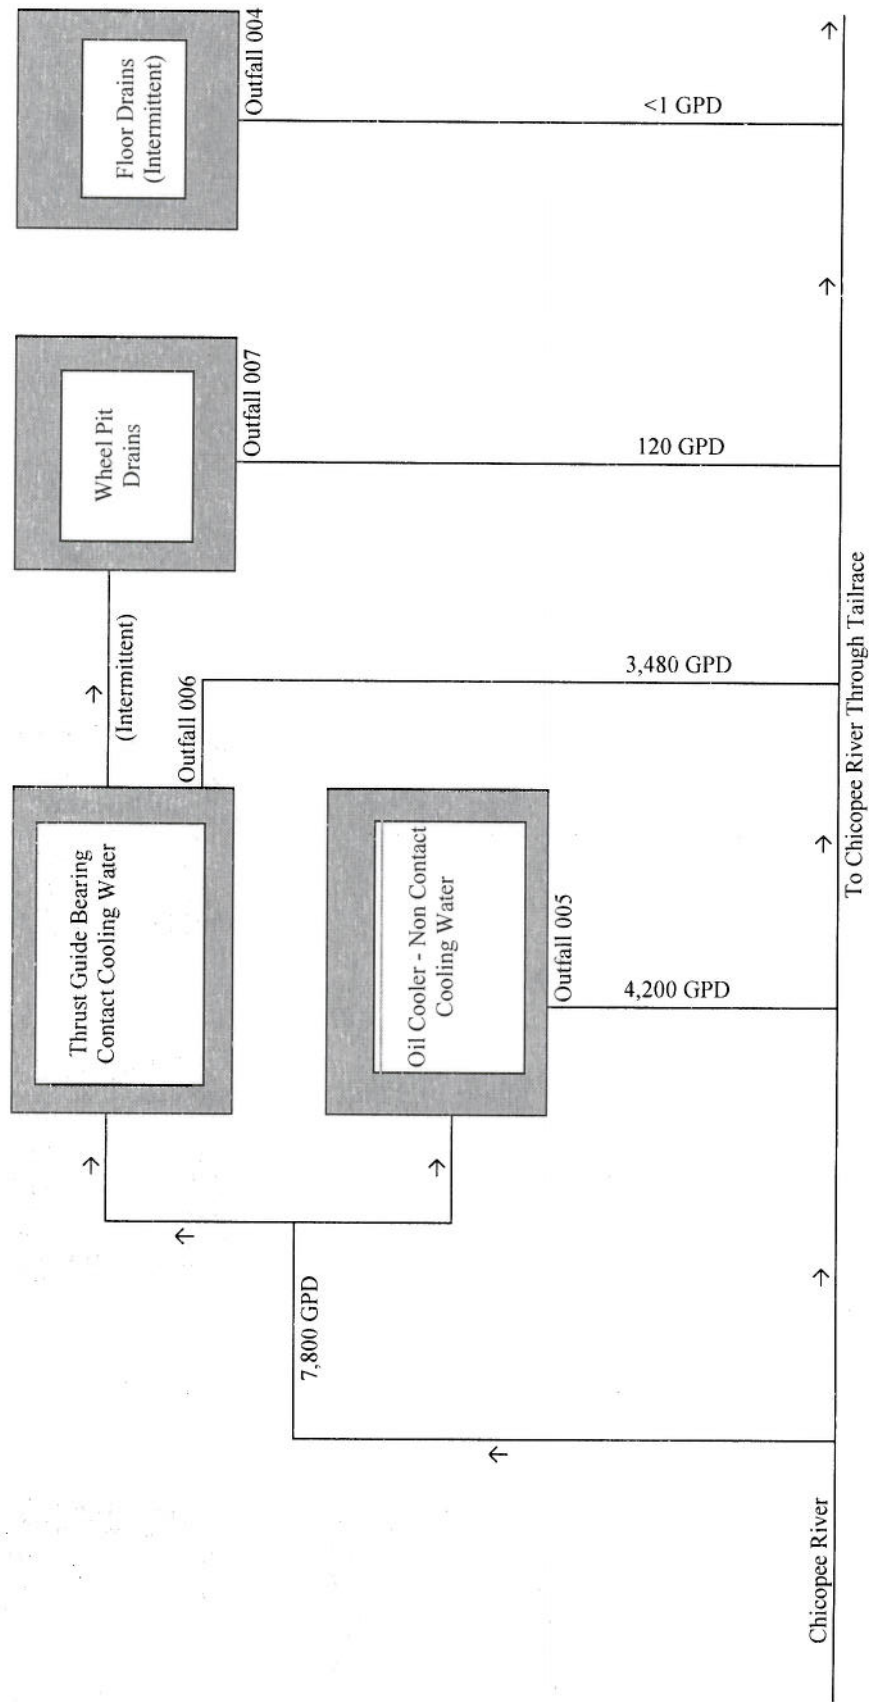 Chicopee River
7,800 GPD
Thrust Guide Bearing
Contact Cooling Water
Outfall 006
(Intermittent)
3,480 GPD
Oil Cooler - Non Contact
Cooling Water
Outfall 005
4,200 GPD
Wheel Pit
Drains
Outfall 007
120 GPD
Floor Drains
(Intermittent)
Outfall 004
<1 GPD
To Chicopee River Through Tailrace